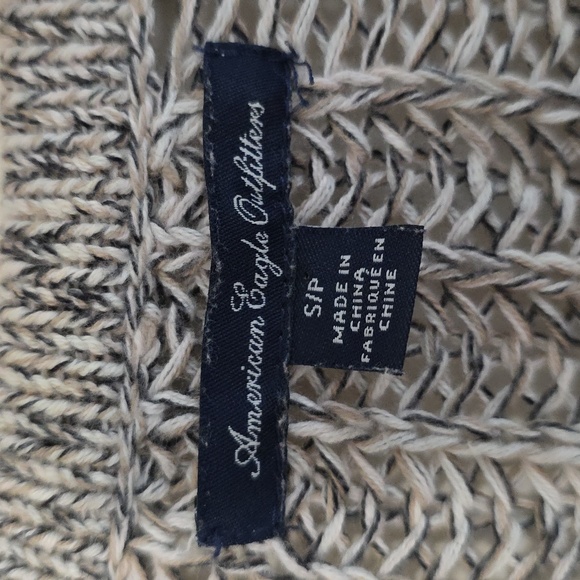 American Eagle Outfitters
S/P
MADE IN
CHINA
FABRIQUÉ EN
CHINE